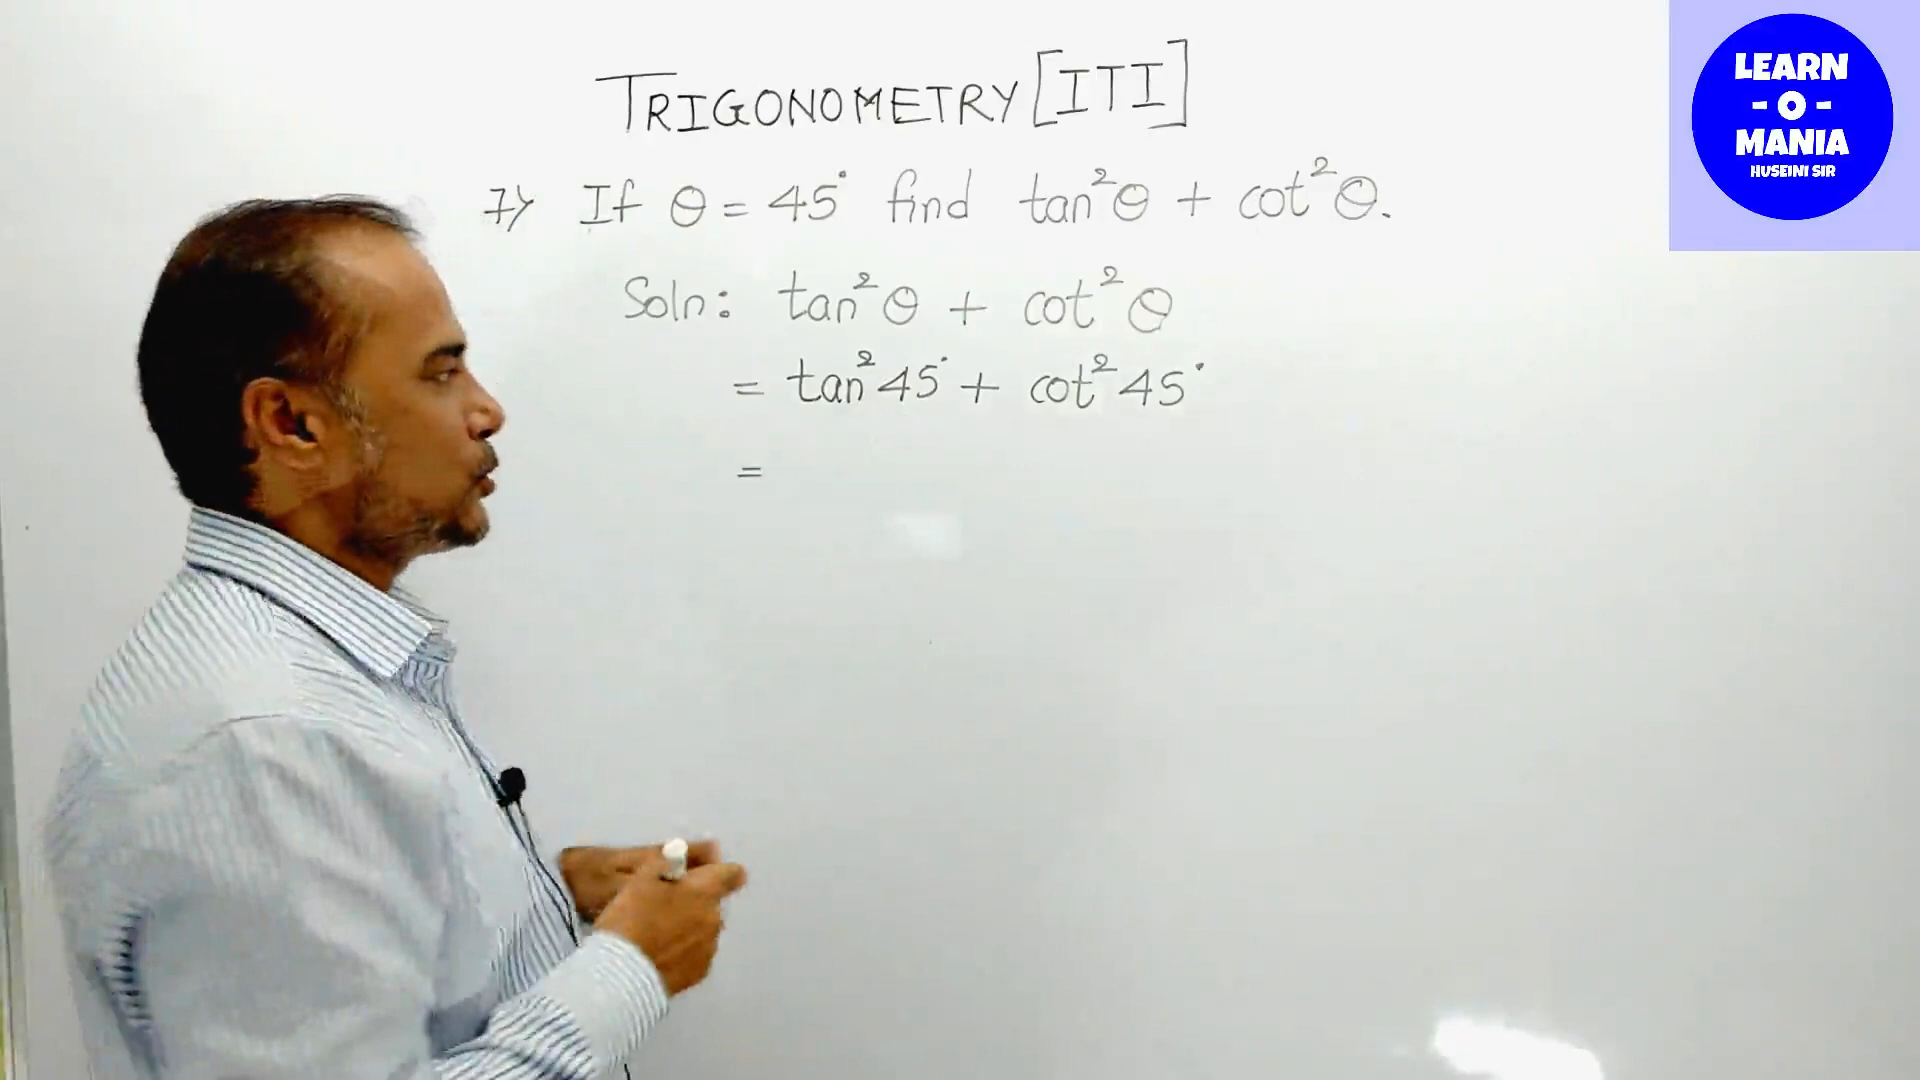 TRIGONOMETRY [ITI]
7) If θ = 45° find tan²θ + cot²θ.
Soln: tan²θ + cot²θ
= tan²45° + cot²45°
=
LEARN
-O-
MANIA
HUSEINI SIR